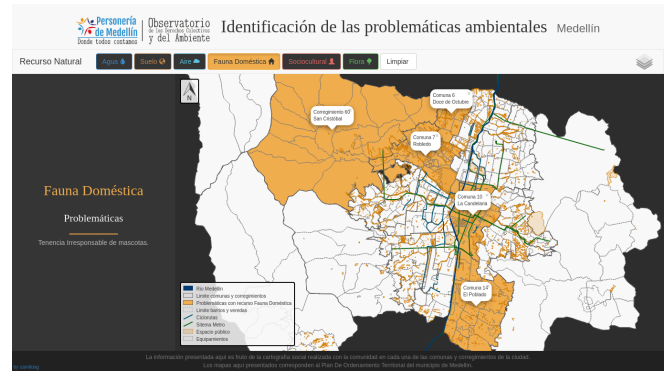 Personería
de Medellín
Donde todos contamos
Observatorio
de los Derechos Colectivos
y del Ambiente
Identificación de las problemáticas ambientales Medellín
Recurso Natural
Agua
Suelo
Aire
Fauna Doméstica
Sociocultural
Flora
Limpiar
N
Corregimiento 60
San Cristóbal
Comuna 6
Doce de Octubre
Comuna 7
Robledo
Comuna 10
La Candelaria
Comuna 14
El Poblado
Fauna Doméstica
Problemáticas
Tenencia Irresponsable de mascotas.
Río Medellín
Límite comunas y corregimientos
Problemáticas con recurso Fauna Doméstica
Límite barrios y veredas
Ciclorutas
Sitema Metro
Espacio público
Equipamientos
La información presentada aquí es fruto de la cartografía social realizada con la comunidad en cada una de las comunas y corregimientos de la ciudad.
Los mapas aquí presentados corresponden al Plan De Ordenamiento Territorial del municipio de Medellín.